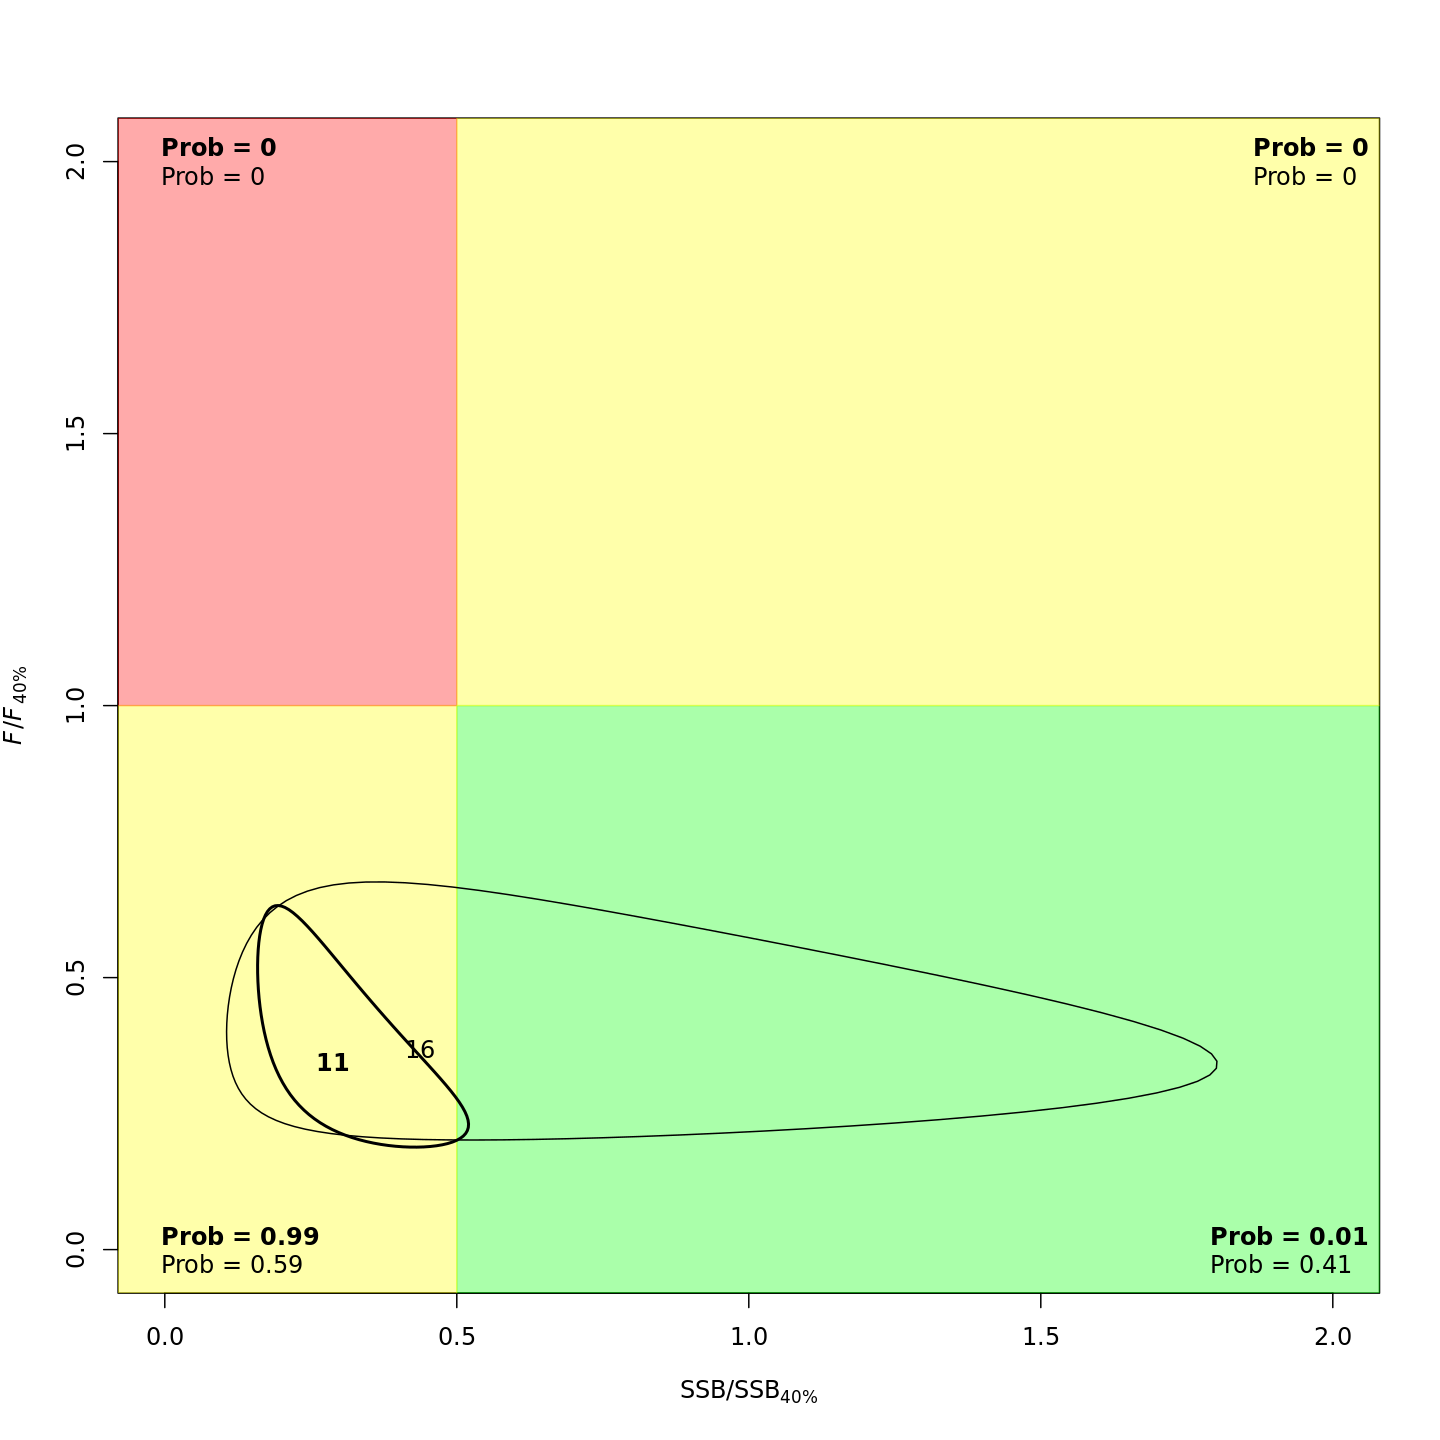 Prob = 0
Prob = 0
Prob = 0
Prob = 0
2.0
1.5
1.0
0.5
0.0
F/F40%
16
11
Prob = 0.99
Prob = 0.59
Prob = 0.01
Prob = 0.41
0.0
0.5
1.0
1.5
2.0
SSB/SSB40%